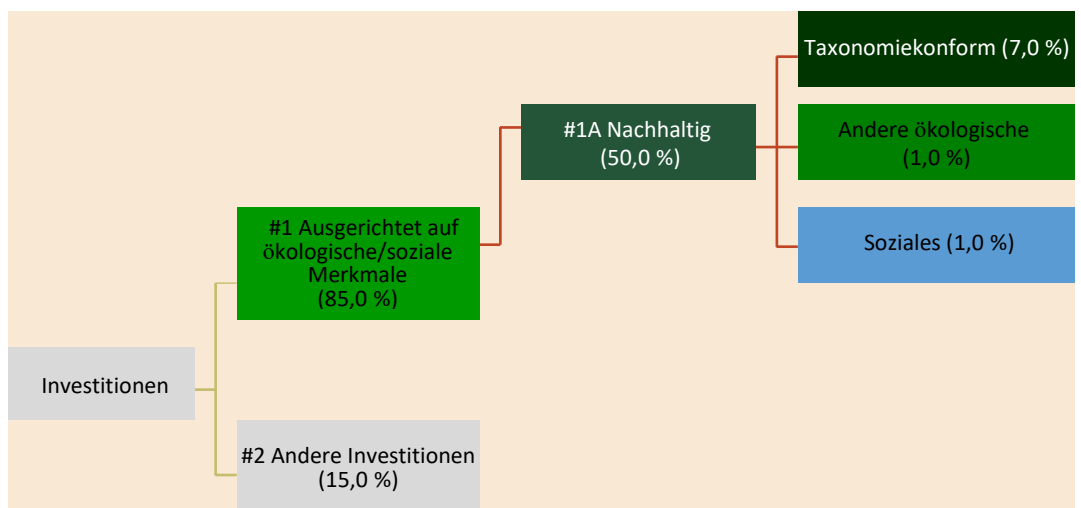 Taxonomiekonform (7,0 %)
#1A Nachhaltig
(50,0 %)
Andere ökologische
(1,0 %)
#1 Ausgerichtet auf
ökologische/soziale
Merkmale
(85,0 %)
Soziales (1,0 %)
Investitionen
#2 Andere Investitionen
(15,0 %)